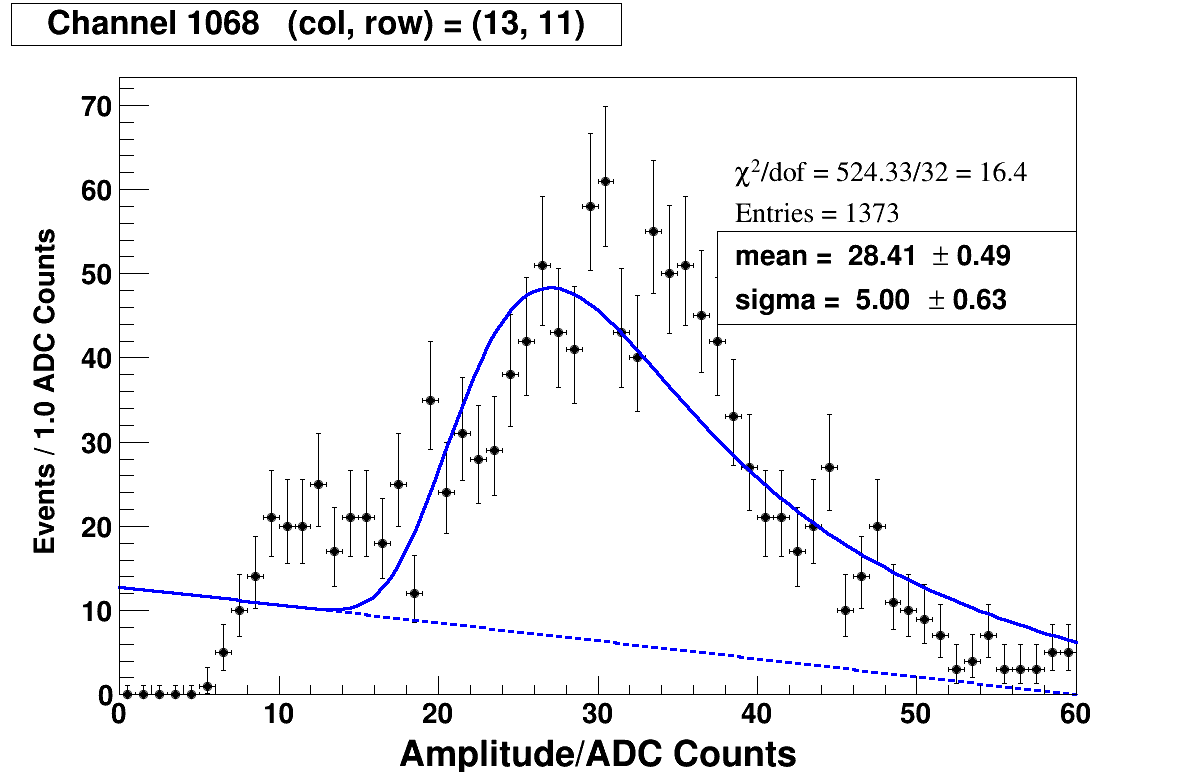 Channel 1068 (col, row) = (13, 11)
70
60
50
40
30
20
10
0
Events / 1.0 ADC Counts
χ²/dof = 524.33/32 = 16.4
Entries = 1373
mean = 28.41 ± 0.49
sigma = 5.00 ± 0.63
0 10 20 30 40 50 60
Amplitude/ADC Counts